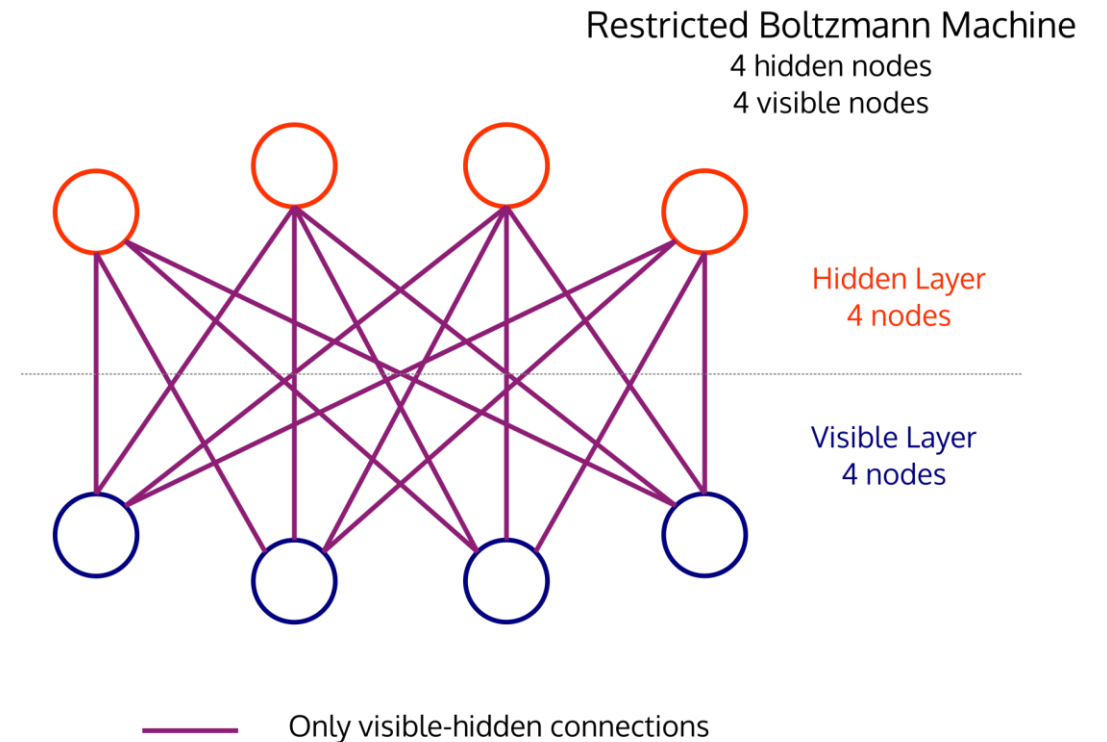 Restricted Boltzmann Machine
4 hidden nodes
4 visible nodes
Hidden Layer
4 nodes
Visible Layer
4 nodes
Only visible-hidden connections